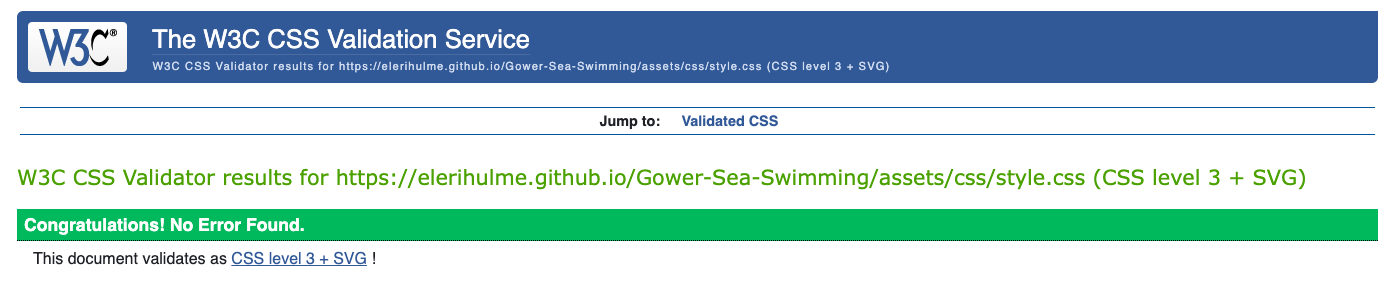 W3C®
The W3C CSS Validation Service
W3C CSS Validator results for https://elerihulme.github.io/Gower-Sea-Swimming/assets/css/style.css (CSS level 3 + SVG)
Jump to: Validated CSS
W3C CSS Validator results for https://elerihulme.github.io/Gower-Sea-Swimming/assets/css/style.css (CSS level 3 + SVG)
Congratulations! No Error Found.
This document validates as CSS level 3 + SVG !